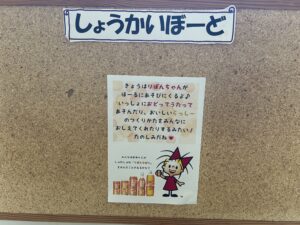 しょうかいぼーど
きょうはりぼんちゃんが
ほーるにあそびにくるよ♪
いっしょにおどってうたって
あそんだり、おいしいらっしー
のつくりかたをみんなに
おしえてくれたりするみたい!
たのしみだね♥